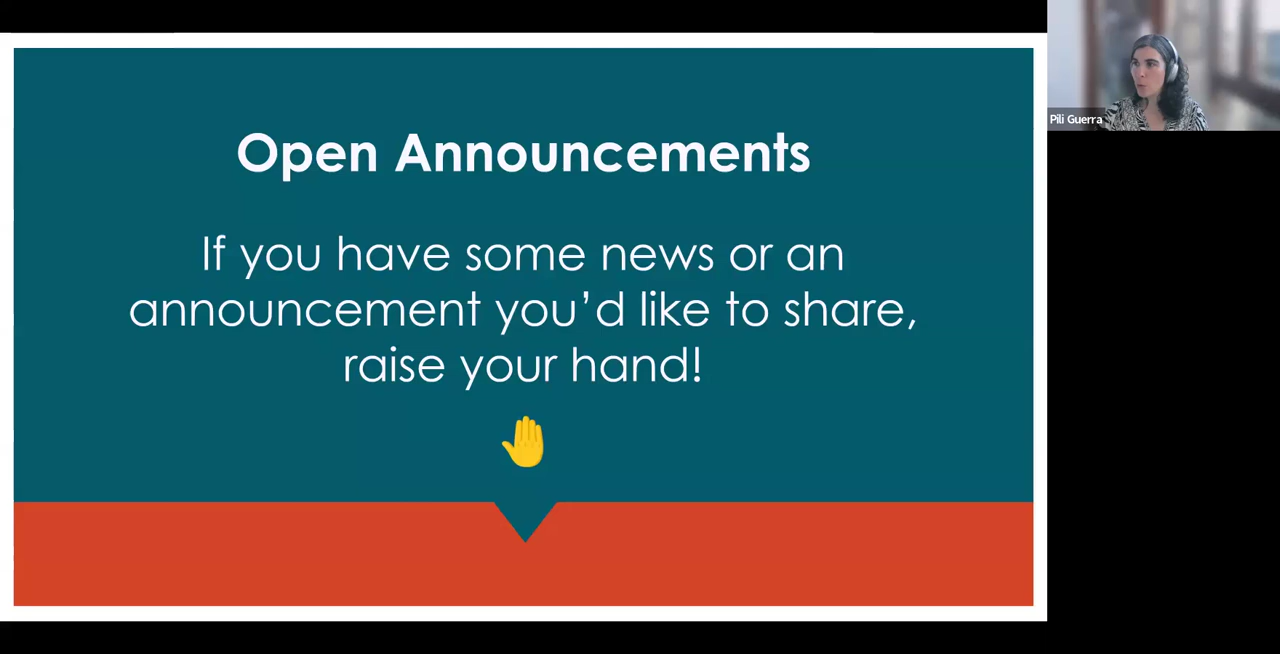 Open Announcements
If you have some news or an
announcement you’d like to share,
raise your hand!
Pili Guerra